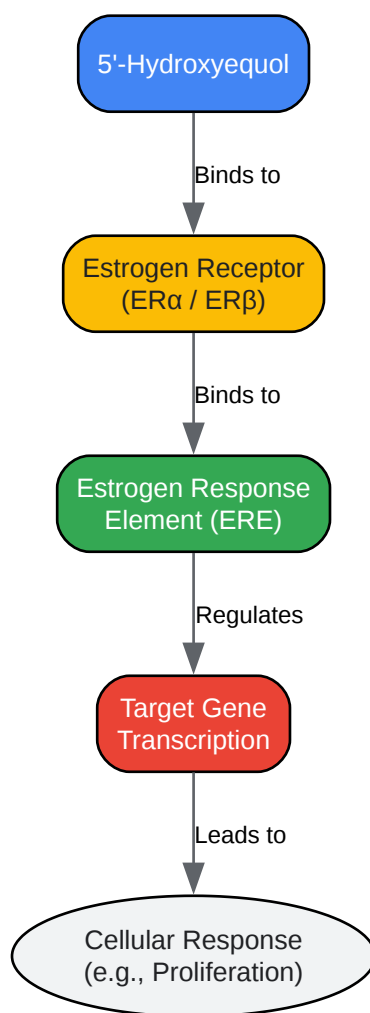 5'-Hydroxyequol
Binds to
Estrogen Receptor
(ERα / ERβ)
Binds to
Estrogen Response
Element (ERE)
Regulates
Target Gene
Transcription
Leads to
Cellular Response
(e.g., Proliferation)